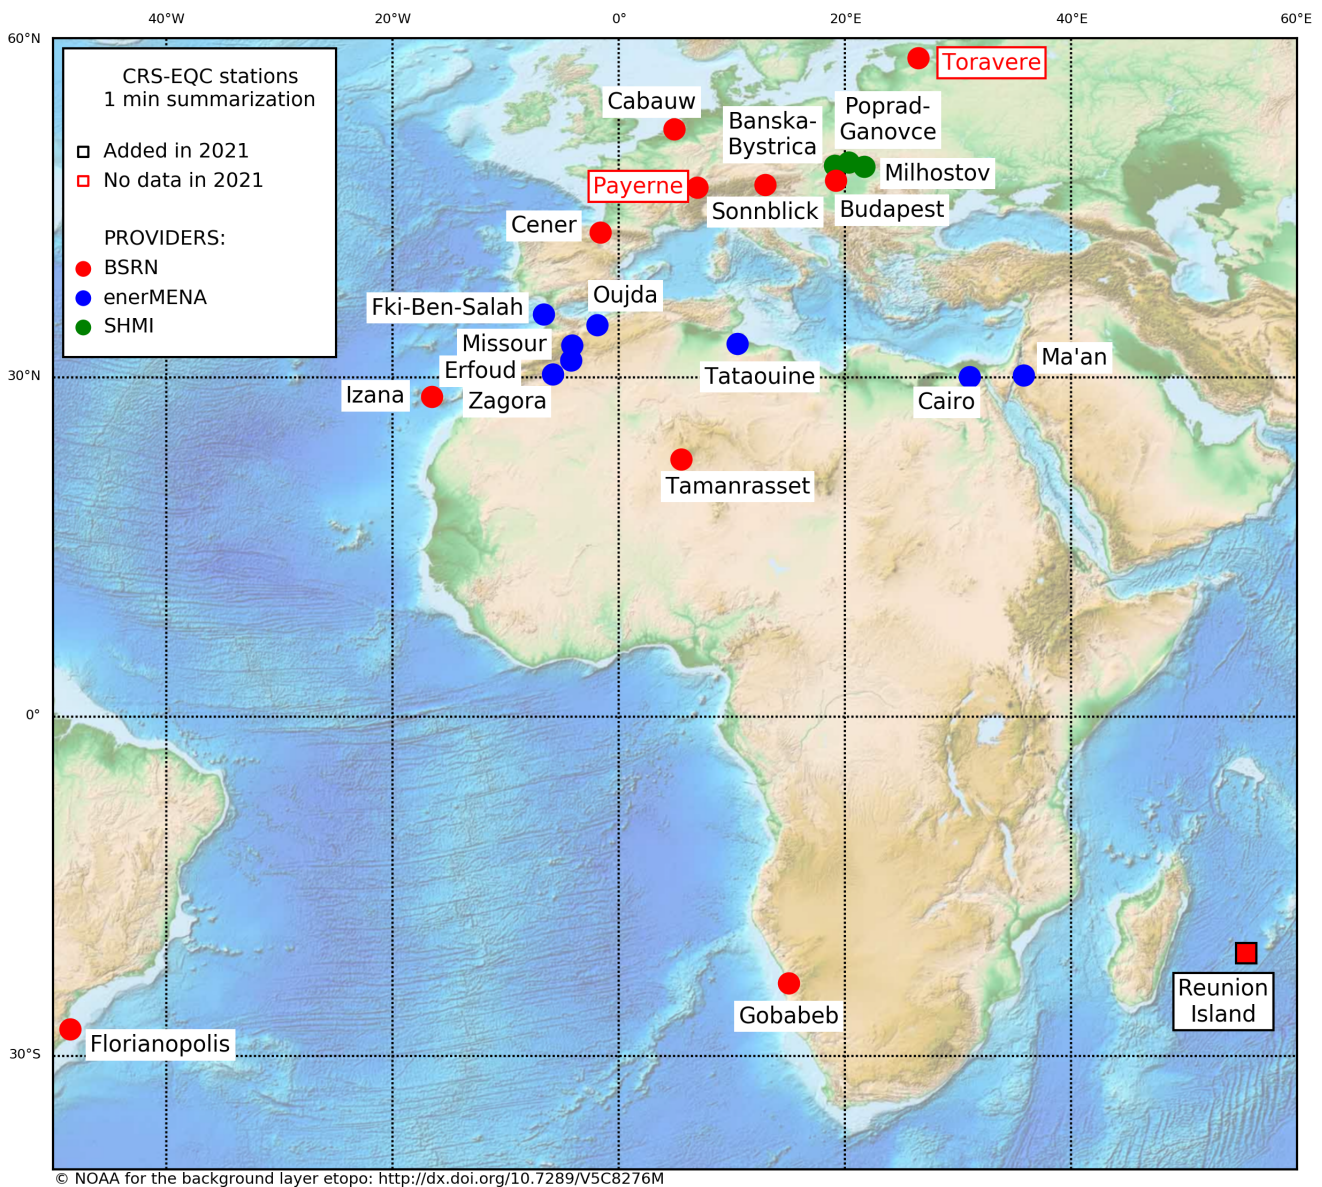 40°W
20°W
0°
20°E
40°E
60°E
60°N
CRS-EQC stations
1 min summarization
Added in 2021
No data in 2021
PROVIDERS:
BSRN
enerMENA
SHMI
Toravere
Cabauw
Banska-
Bystrica
Poprad-
Ganovce
Milhostov
Payerne
Sonnblick
Budapest
Cener
Oujda
Fki-Ben-Salah
Missour
Erfoud
Zagora
Tataouine
Ma'an
Cairo
30°N
Izana
Tamanrasset
0°
Reunion
Island
Gobabeb
Florianopolis
30°S
© NOAA for the background layer etopo: http://dx.doi.org/10.7289/V5C8276M